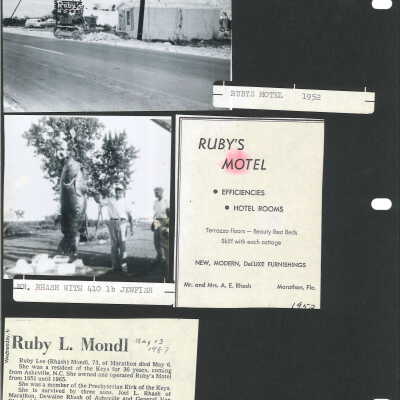 Ruby's
RUBYS MOTEL 1952
RUBY'S
MOTEL
• EFFICIENCIES
• HOTEL ROOMS
Terrazzo Floors — Beauty Rest Beds
Skiff with each cottage
NEW, MODERN, DeLUXE FURNISHINGS
Mr. and Mrs. A. E. Rhash Marathon, Fla.
1952
MR. RHASH WITH 410 lb JEWFISH
Ruby L. Mondl
May 13
1987
Ruby Lee (Rhash) Mondl, 73, of Marathon died May 6.
She was a resident of the Keys for 36 years, coming
from Asheville, N.C. She owned and operated Ruby's Motel
from 1951 until 1965.
She was a member of the Presbyterian Kirk of the Keys.
She is survived by three sons, Joel L. Rhash of
Marathon, Dewaine Rhash of Asheville and